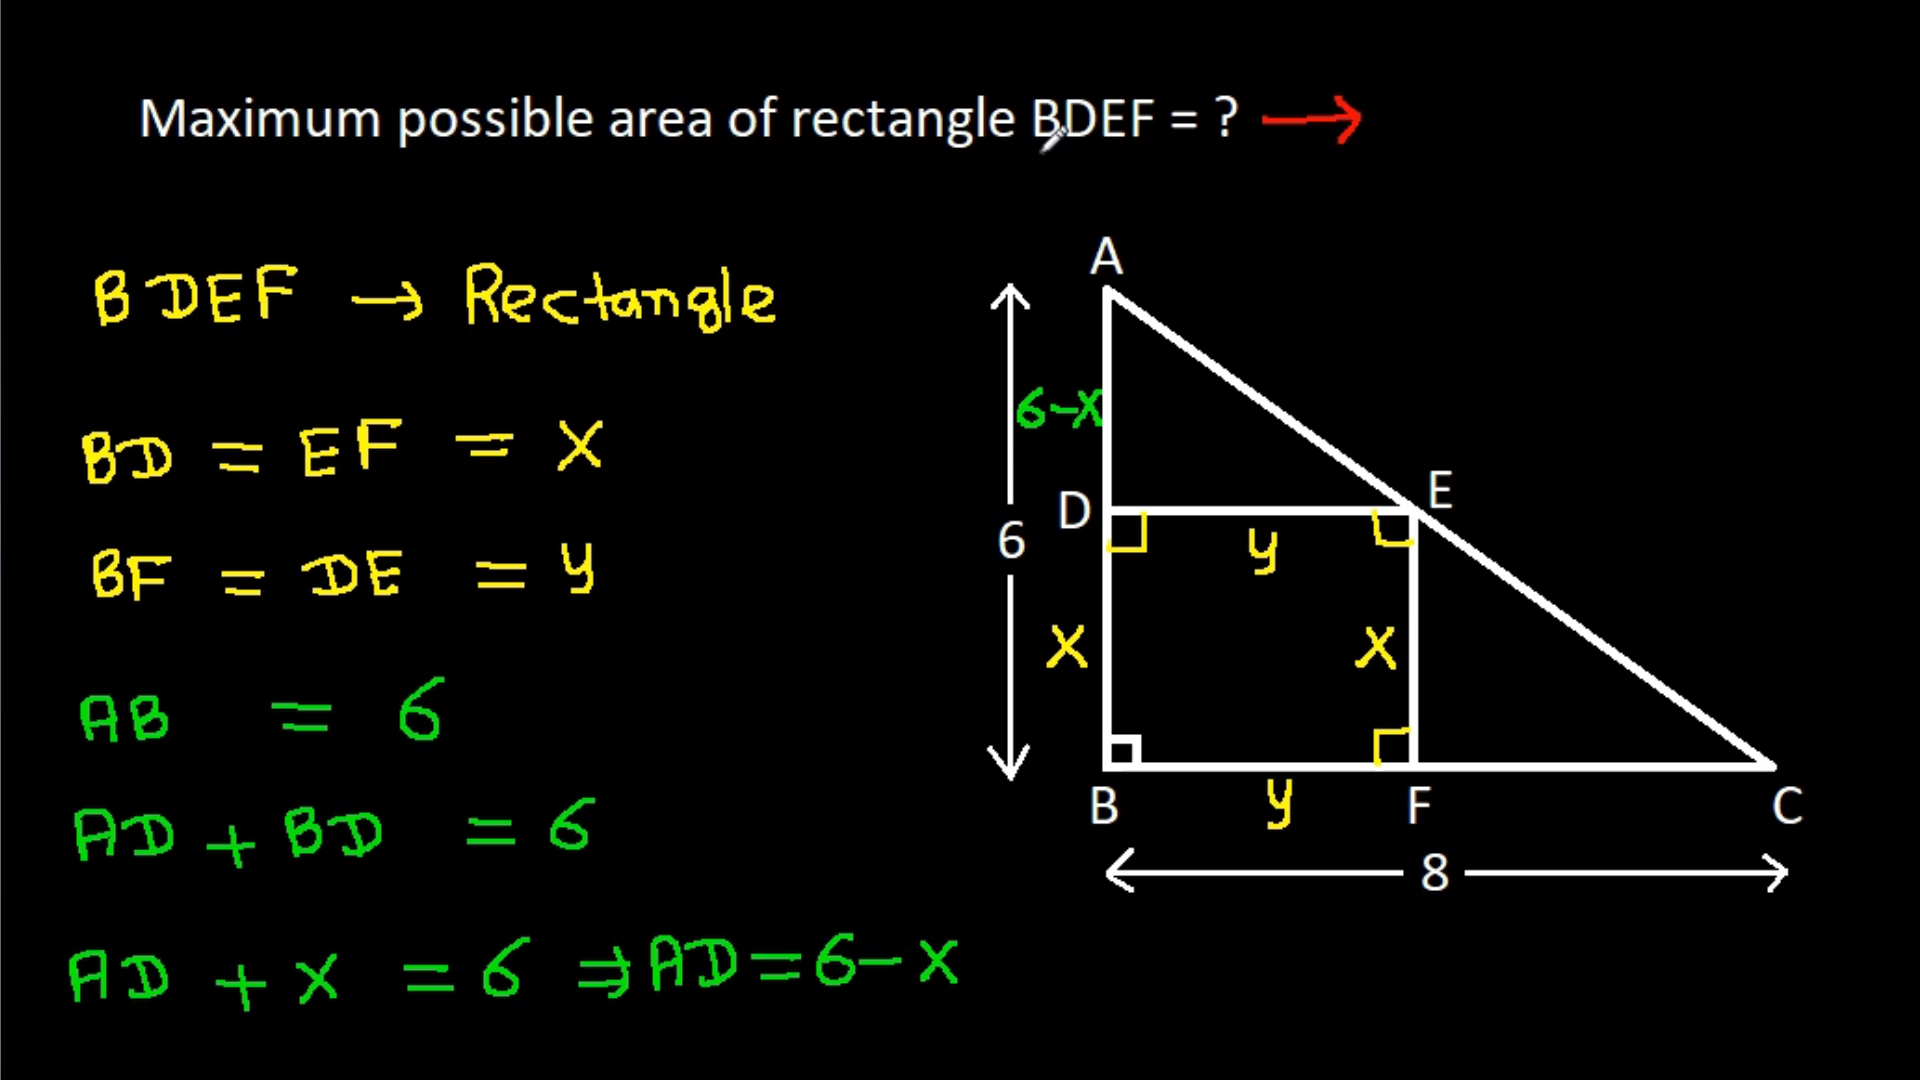 Maximum possible area of rectangle BDEF = ? →
BDEF → Rectangle
BD = EF = x
BF = DE = y
AB = 6
AD + BD = 6
AD + x = 6 ⇒ AD = 6 - x
A
6-x
D
E
6
y
x
x
B
y
F
C
8